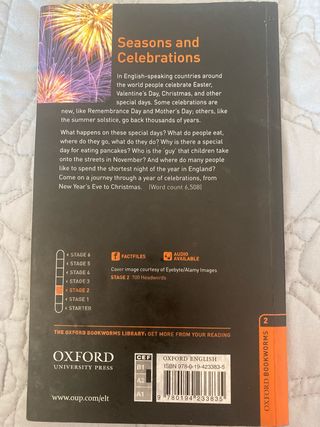 Seasons and
Celebrations
In English-speaking countries around
the world people celebrate Easter,
Valentine's Day, Christmas, and other
special days. Some celebrations are
new, like Remembrance Day and Mother's Day; others, like
the summer solstice, go back thousands of years.
What happens on these special days? What do people eat,
where do they go, what do they do? Why is there a special
day for eating pancakes? Who is the 'guy' that children take
onto the streets in November? And where do many people
like to spend the shortest night of the year in England?
Come on a journey through a year of celebrations, from
New Year's Eve to Christmas. (Word count 6,508)
< STAGE 6
< STAGE 5
< STAGE 4
< STAGE 3
< STAGE 2
< STAGE 1
< STARTER
FACTFILES
AUDIO
AVAILABLE
Cover image courtesy of Eyebyte/Alamy Images
STAGE 2 700 Headwords
THE OXFORD BOOKWORMS LIBRARY: GET MORE FROM YOUR READING
2
OXFORD BOOKWORMS
OXFORD
UNIVERSITY PRESS
www.oup.com/elt
CEF
B1
A1
OXFORD ENGLISH
ISBN 978-0-19-423383-5
9 780194 233835